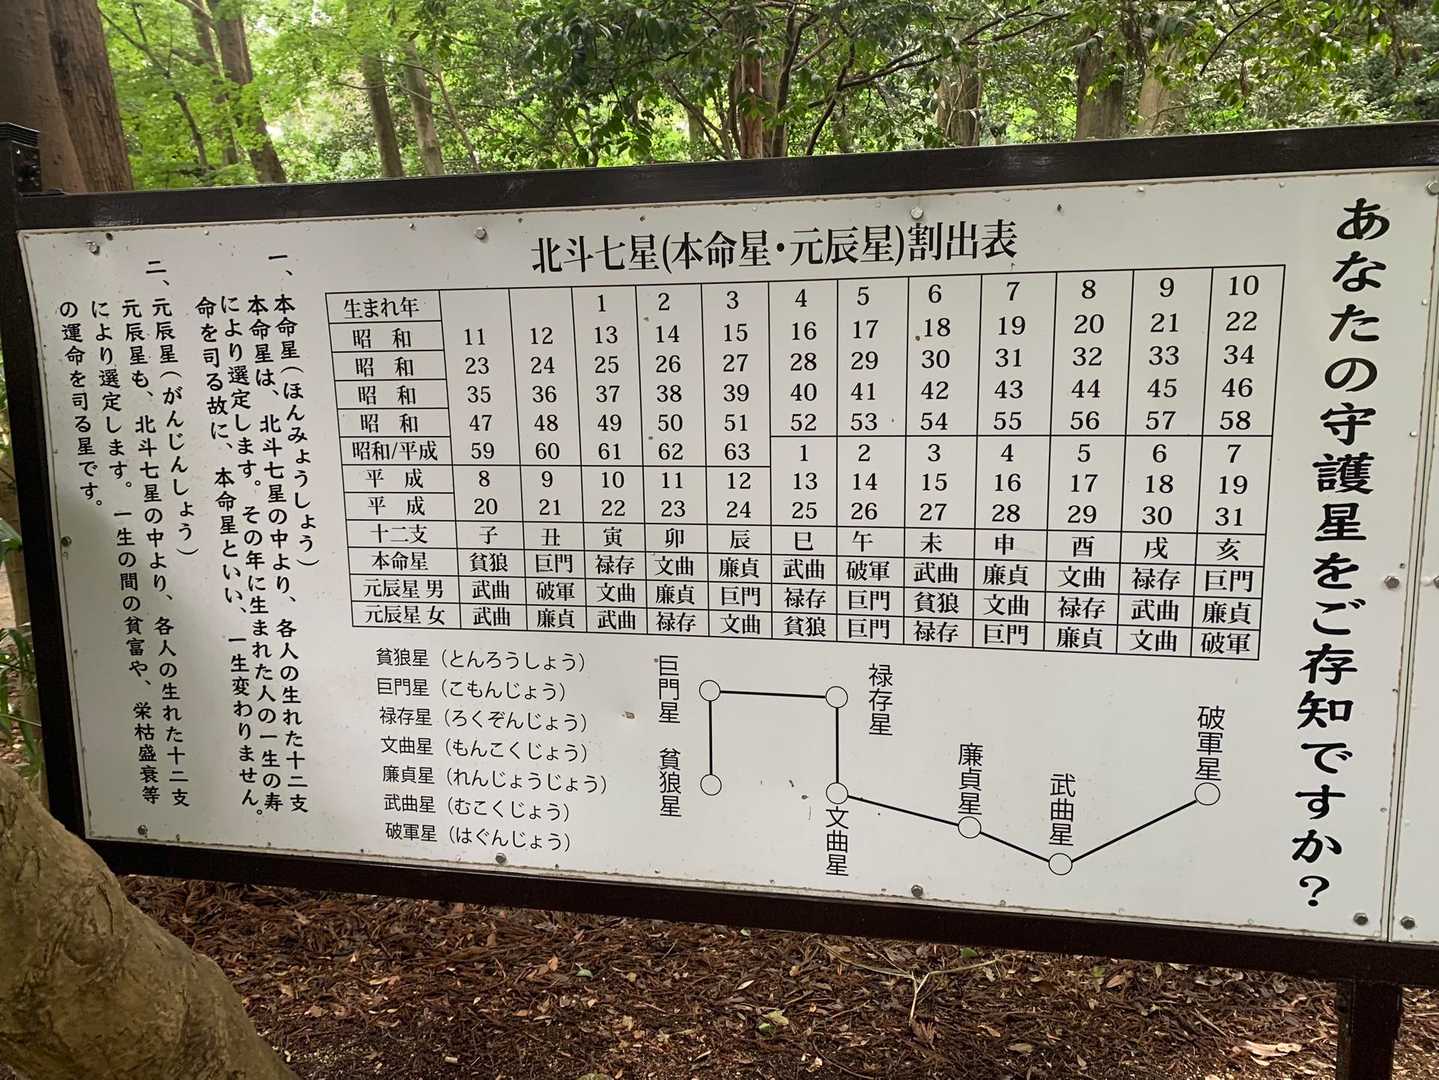 あなたの守護星をご存知ですか？
北斗七星(本命星・元辰星)割出表
生まれ年 1 2 3 4 5 6 7 8 9 10
昭和 11 12 13 14 15 16 17 18 19 20 21 22
昭和 23 24 25 26 27 28 29 30 31 32 33 34
昭和 35 36 37 38 39 40 41 42 43 44 45 46
昭和 47 48 49 50 51 52 53 54 55 56 57 58
昭和/平成 59 60 61 62 63 1 2 3 4 5 6 7
平成 8 9 10 11 12 13 14 15 16 17 18 19
平成 20 21 22 23 24 25 26 27 28 29 30 31
十二支 子 丑 寅 卯 辰 巳 午 未 申 酉 戌 亥
本命星 貧狼 巨門 禄存 文曲 廉貞 武曲 破軍 武曲 廉貞 文曲 禄存 巨門
元辰星 男 武曲 破軍 文曲 廉貞 巨門 禄存 巨門 貧狼 文曲 禄存 武曲 廉貞
元辰星 女 武曲 廉貞 武曲 禄存 文曲 貧狼 巨門 禄存 巨門 廉貞 文曲 破軍
貧狼星（とんろうしょう）
巨門星（こもんじょう）
禄存星（ろくぞんじょう）
文曲星（もんこくじょう）
廉貞星（れんじょうじょう）
武曲星（むこくじょう）
破軍星（はぐんじょう）
巨門星
貧狼星
禄存星
文曲星
廉貞星
武曲星
破軍星
一、本命星（ほんみょうしょう）
本命星は、北斗七星の中より、各人の生れた十二支
により選定します。その年に生まれた人の一生の寿
命を司る故に、本命星といい、一生変わりません。
二、元辰星（がんじんしょう）
元辰星も、北斗七星の中より、各人の生れた十二支
により選定します。一生の間の貧富や、栄枯盛衰等
の運命を司る星です。